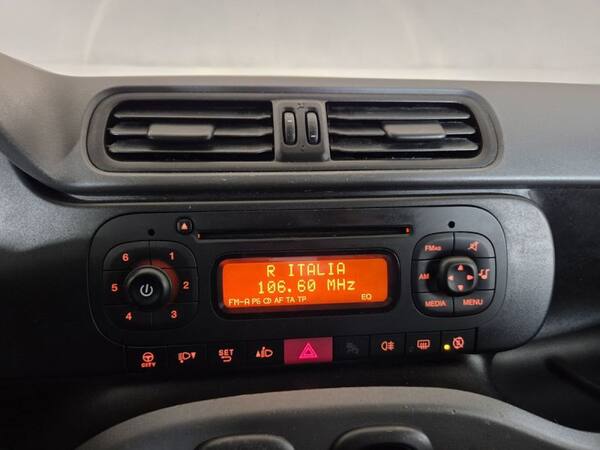 R ITALIA
106.60 MHz
FM-A P6 CD AF TA TP EQ
1
2
3
4
5
6
FMAS
AM
MEDIA
MENU
CITY
SET